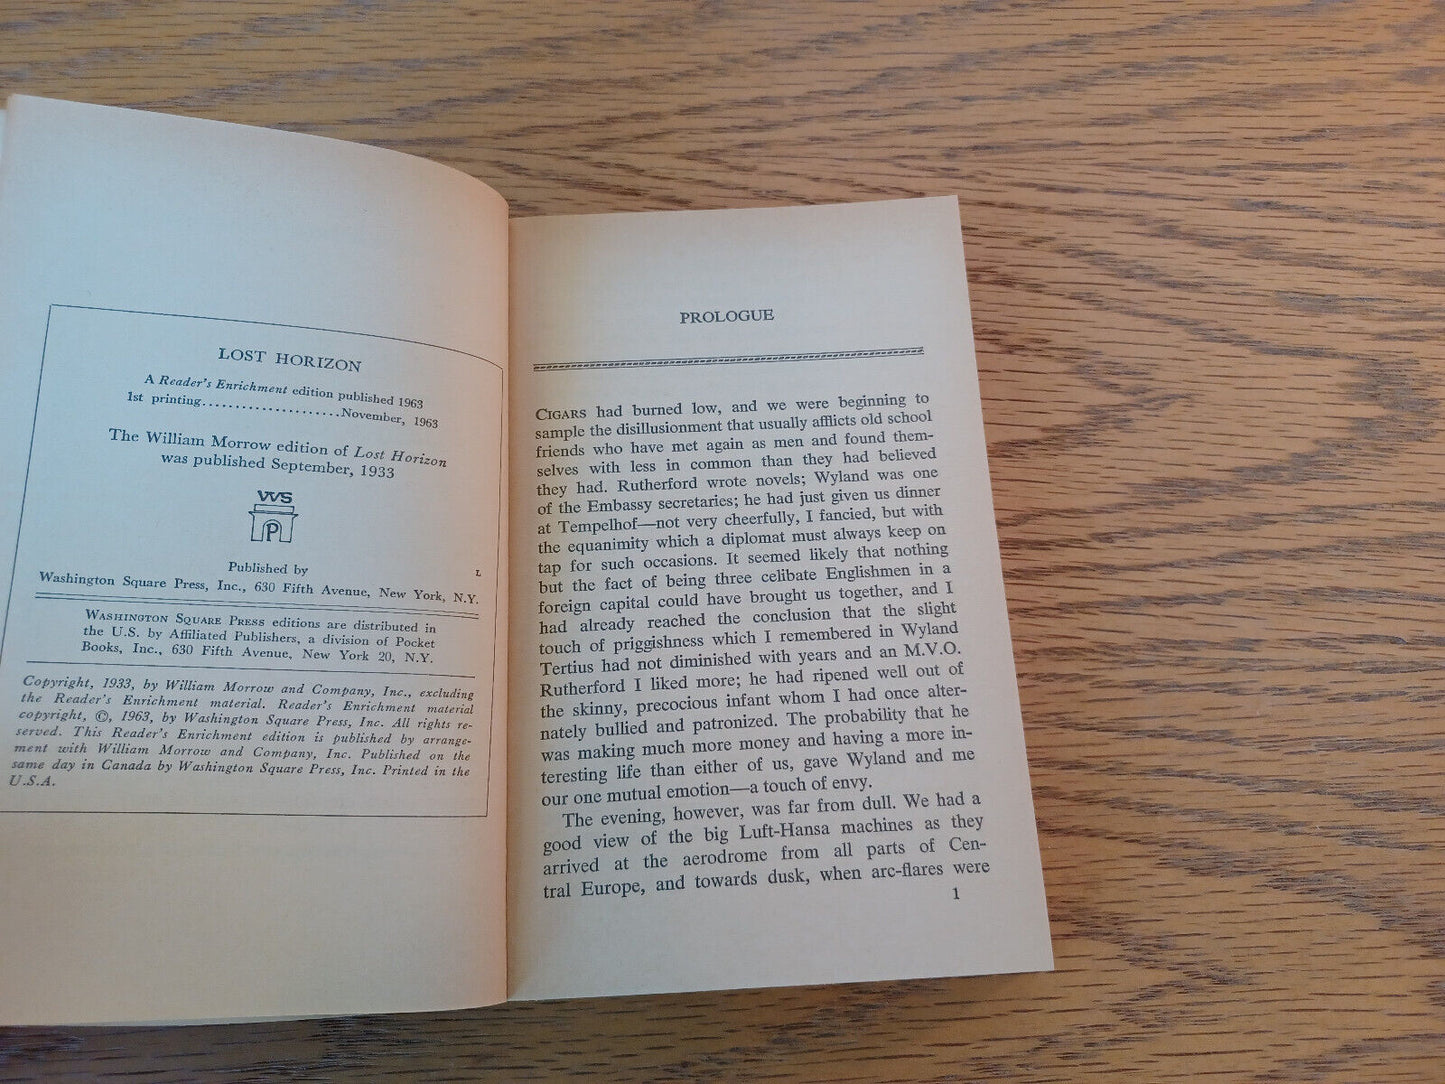 LOST HORIZON
A Reader's Enrichment edition published 1963
1st printing.....................November, 1963
The William Morrow edition of Lost Horizon
was published September, 1933
WS
P
Published by
L
Washington Square Press, Inc., 630 Fifth Avenue, New York, N.Y.
WASHINGTON SQUARE PRESS editions are distributed in
the U.S. by Affiliated Publishers, a division of Pocket
Books, Inc., 630 Fifth Avenue, New York 20, N.Y.
Copyright, 1933, by William Morrow and Company, Inc., excluding
the Reader's Enrichment material. Reader's Enrichment material
copyright, ©, 1963, by Washington Square Press, Inc. All rights re-
served. This Reader's Enrichment edition is published by arrange-
ment with William Morrow and Company, Inc. Published on the
same day in Canada by Washington Square Press, Inc. Printed in the
U.S.A.
PROLOGUE
CIGARS had burned low, and we were beginning to
sample the disillusionment that usually afflicts old school
friends who have met again as men and found them-
selves with less in common than they had believed
they had. Rutherford wrote novels; Wyland was one
of the Embassy secretaries; he had just given us dinner
at Tempelhof—not very cheerfully, I fancied, but with
the equanimity which a diplomat must always keep on
tap for such occasions. It seemed likely that nothing
but the fact of being three celibate Englishmen in a
foreign capital could have brought us together, and I
had already reached the conclusion that the slight
touch of priggishness which I remembered in Wyland
Tertius had not diminished with years and an M.V.O.
Rutherford I liked more; he had ripened well out of
the skinny, precocious infant whom I had once alter-
nately bullied and patronized. The probability that he
was making much more money and having a more in-
teresting life than either of us, gave Wyland and me
our one mutual emotion—a touch of envy.
The evening, however, was far from dull. We had a
good view of the big Luft-Hansa machines as they
arrived at the aerodrome from all parts of Cen-
tral Europe, and towards dusk, when arc-flares were
1